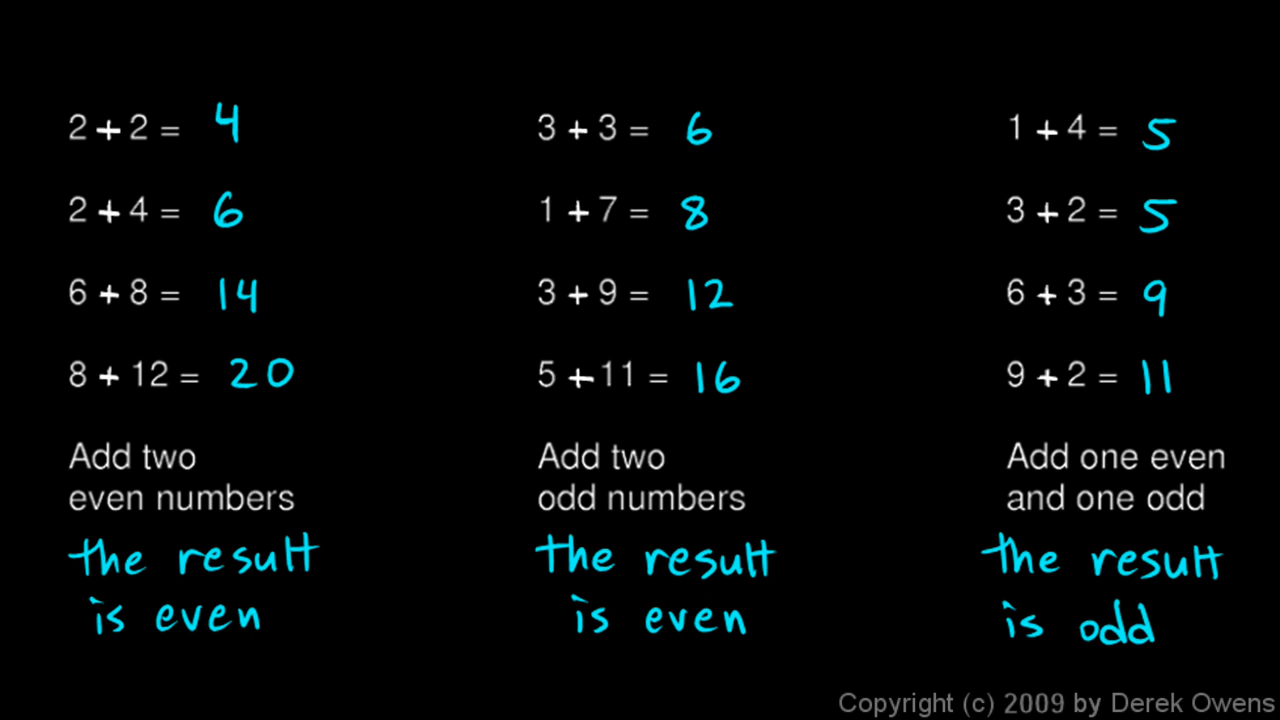 2 + 2 = 4
2 + 4 = 6
6 + 8 = 14
8 + 12 = 20
Add two
even numbers
the result
is even
3 + 3 = 6
1 + 7 = 8
3 + 9 = 12
5 + 11 = 16
Add two
odd numbers
the result
is even
1 + 4 = 5
3 + 2 = 5
6 + 3 = 9
9 + 2 = 11
Add one even
and one odd
the result
is odd
Copyright (c) 2009 by Derek Owens